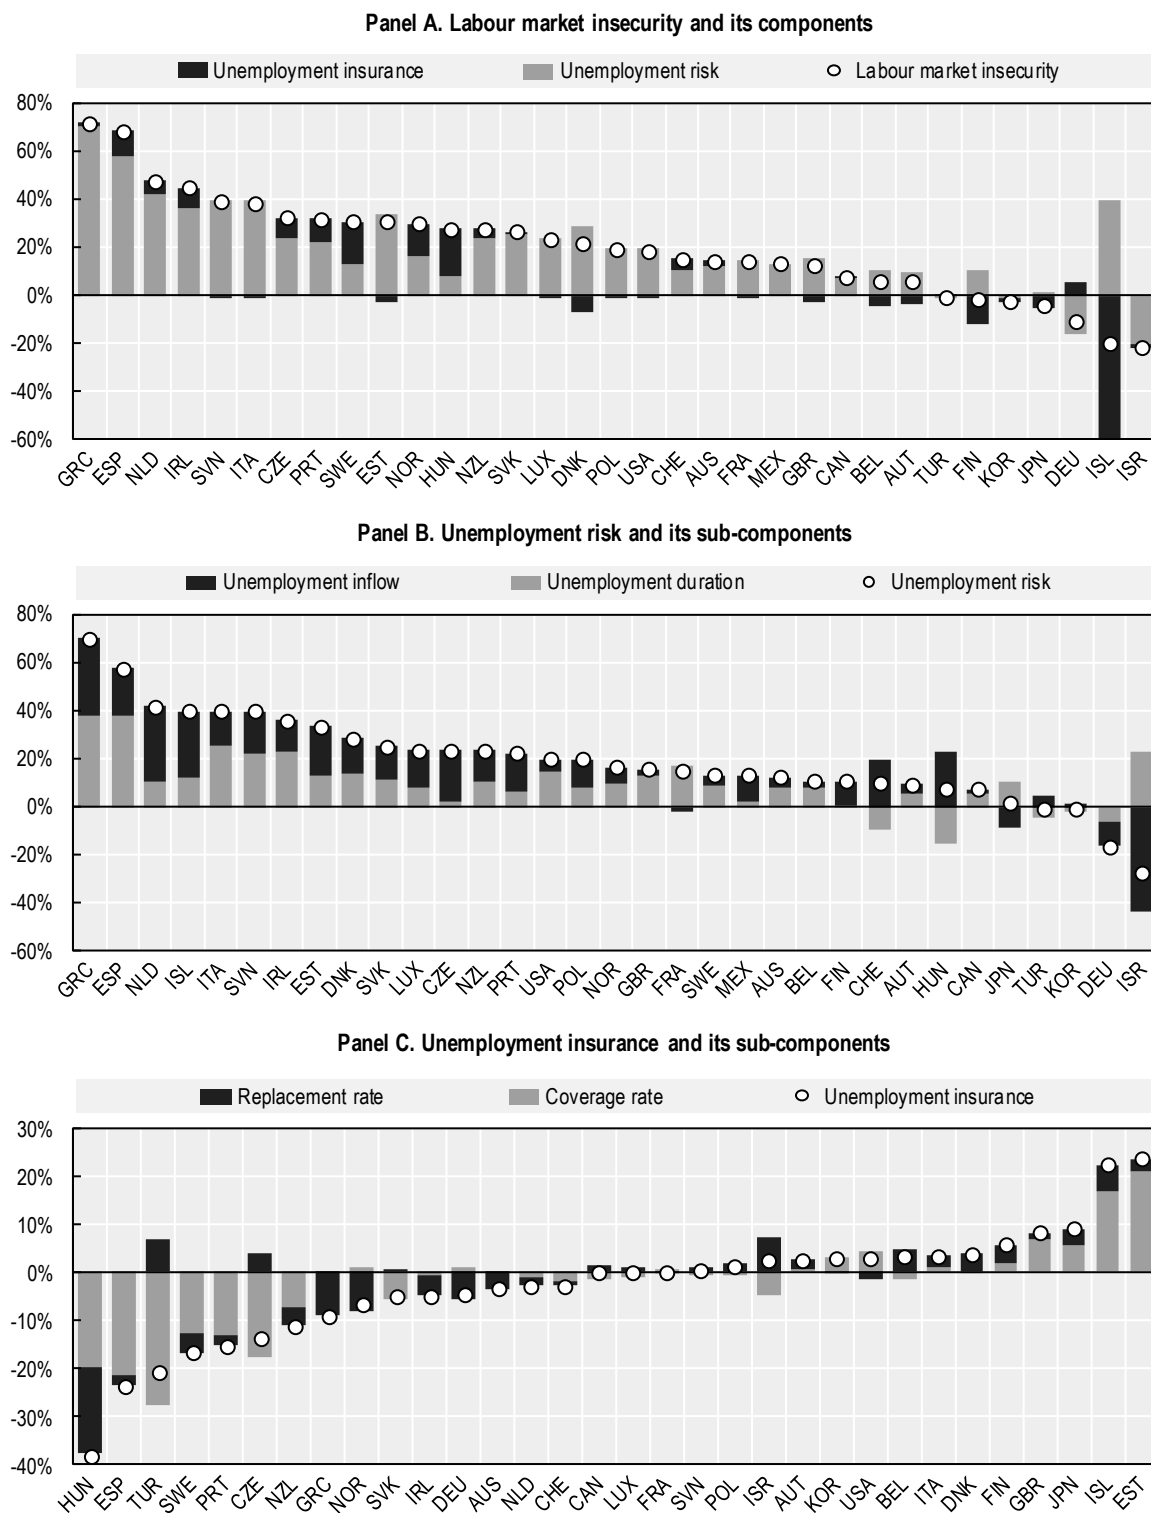 Panel A. Labour market insecurity and its components
Unemployment insurance Unemployment risk Labour market insecurity
80%
60%
40%
20%
0%
-20%
-40%
-60%
GRC ESP NLD IRL SVN ITA CZE PRT SWE EST NOR HUN NZL SVK LUX DNK POL USA CHE AUS FRA MEX GBR CAN BEL AUT TUR FIN KOR JPN DEU ISL ISR
Panel B. Unemployment risk and its sub-components
Unemployment inflow Unemployment duration Unemployment risk
80%
60%
40%
20%
0%
-20%
-40%
-60%
GRC ESP NLD ISL ITA SVN IRL EST DNK SVK LUX CZE NZL PRT USA POL NOR GBR FRA SWE MEX AUS BEL FIN CHE AUT HUN CAN JPN TUR KOR DEU ISR
Panel C. Unemployment insurance and its sub-components
Replacement rate Coverage rate Unemployment insurance
30%
20%
10%
0%
-10%
-20%
-30%
-40%
HUN ESP TUR SWE PRT CZE NZL GRC NOR SVK IRL DEU AUS NLD CHE CAN LUX FRA SVN POL ISR AUT KOR USA BEL ITA DNK FIN GBR JPN ISL EST